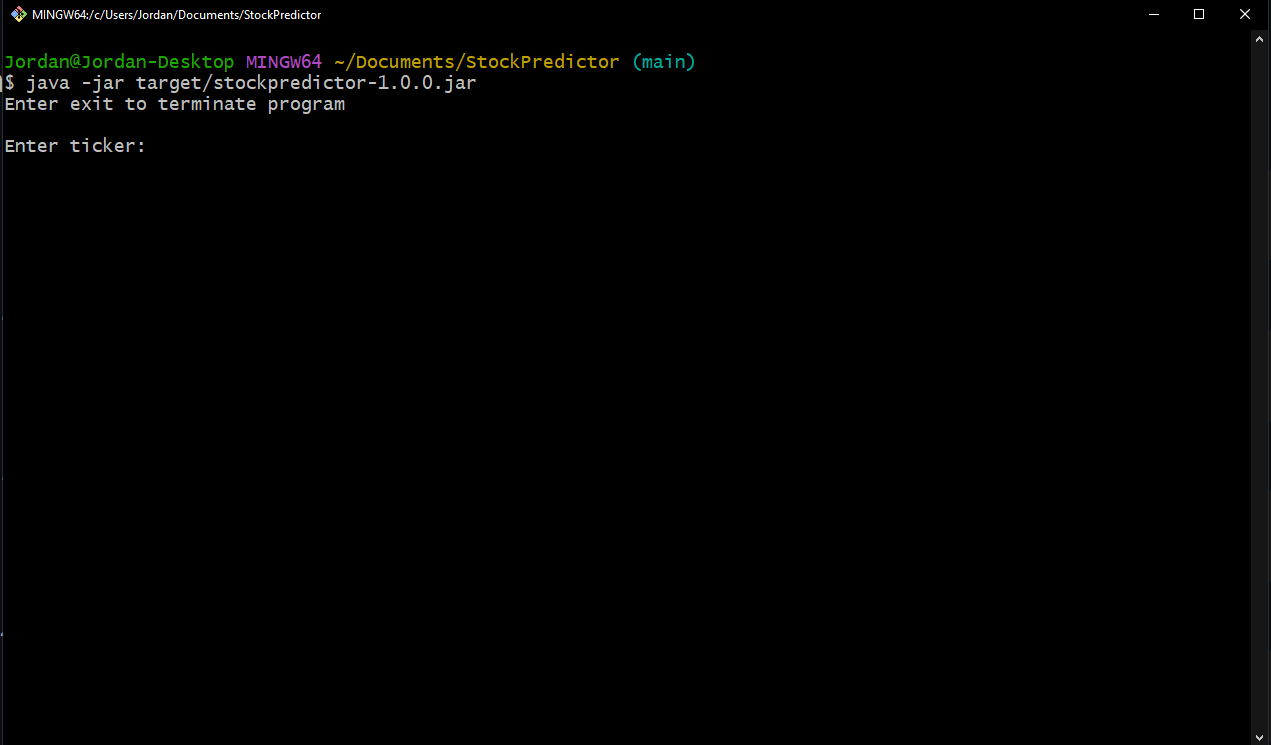 MINGW64:/c/Users/Jordan/Documents/StockPredictor
Jordan@Jordan-Desktop MINGW64 ~/Documents/StockPredictor (main)
$ java -jar target/stockpredictor-1.0.0.jar
Enter exit to terminate program
Enter ticker: